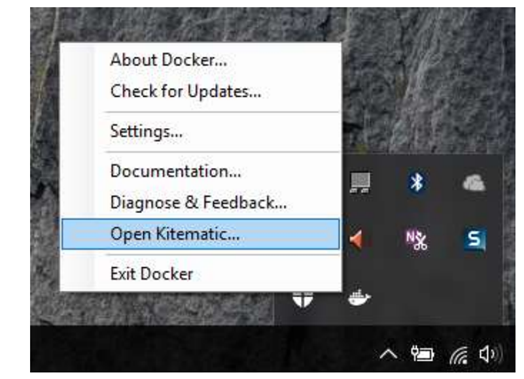 About Docker...
Check for Updates...
Settings...
Documentation...
Diagnose & Feedback...
Open Kitematic...
Exit Docker